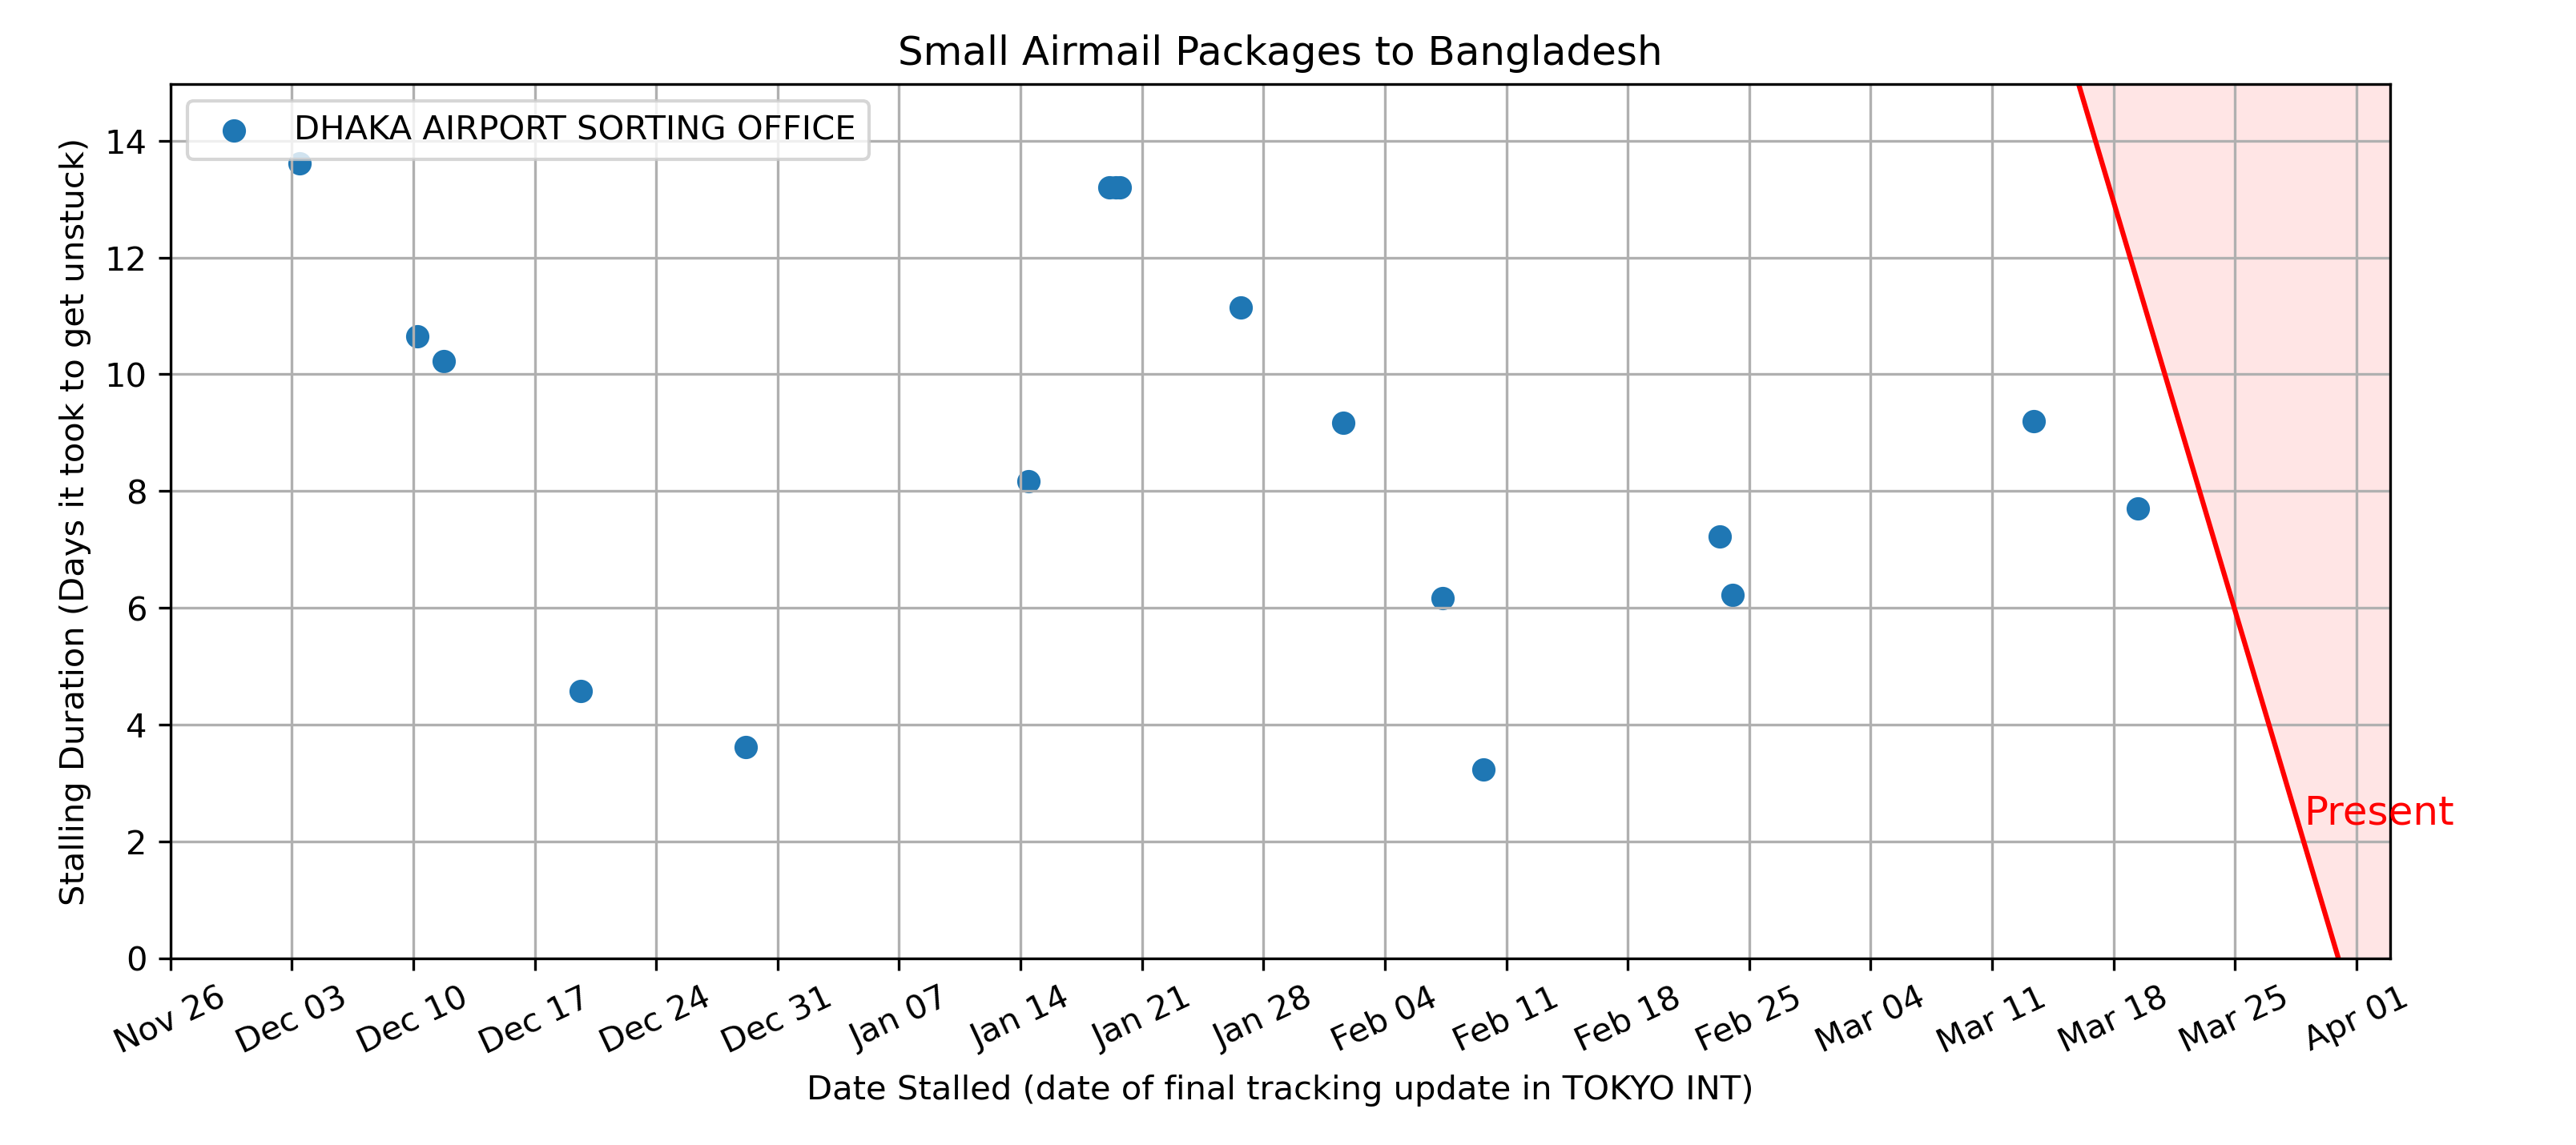 Small Airmail Packages to Bangladesh
DHAKA AIRPORT SORTING OFFICE
Stalling Duration (Days it took to get unstuck)
14
12
10
8
6
4
2
0
Present
Nov 26
Dec 03
Dec 10
Dec 17
Dec 24
Dec 31
Jan 07
Jan 14
Jan 21
Jan 28
Feb 04
Feb 11
Feb 18
Feb 25
Mar 04
Mar 11
Mar 18
Mar 25
Apr 01
Date Stalled (date of final tracking update in TOKYO INT)